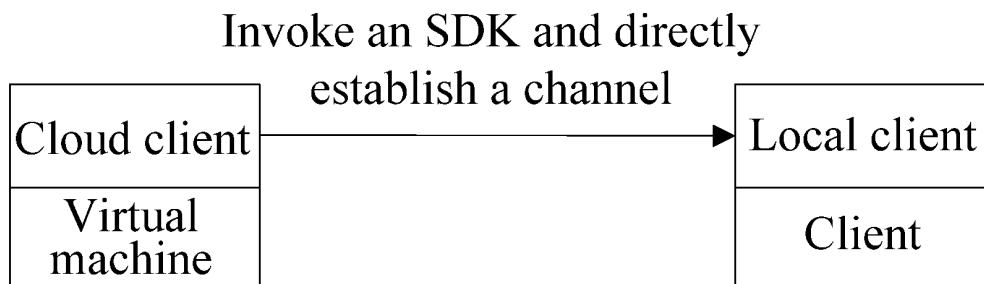 Invoke an SDK and directly
establish a channel
Cloud client
Local client
Virtual
machine
Client